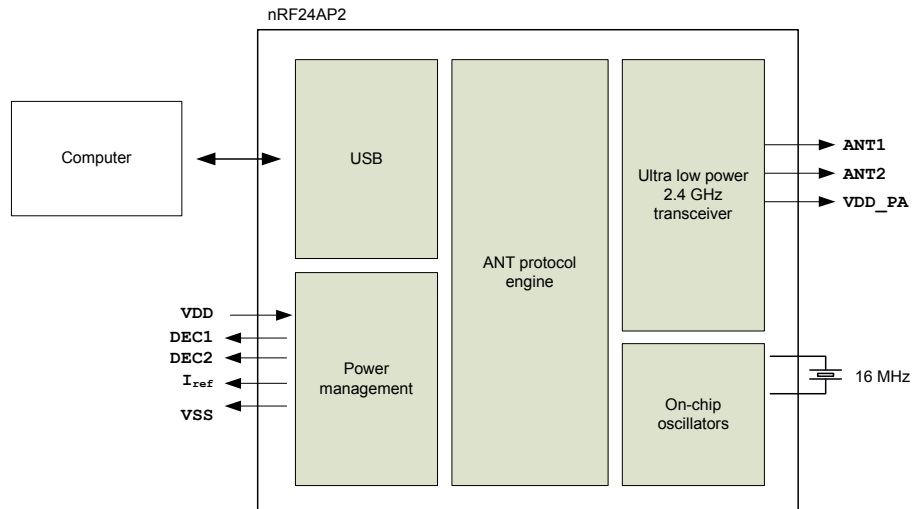 nRF24AP2
Computer
USB
ANT protocol
engine
Ultra low power
2.4 GHz
transceiver
ANT1
ANT2
VDD_PA
VDD
DEC1
DEC2
Iref
VSS
Power
management
On-chip
oscillators
16 MHz